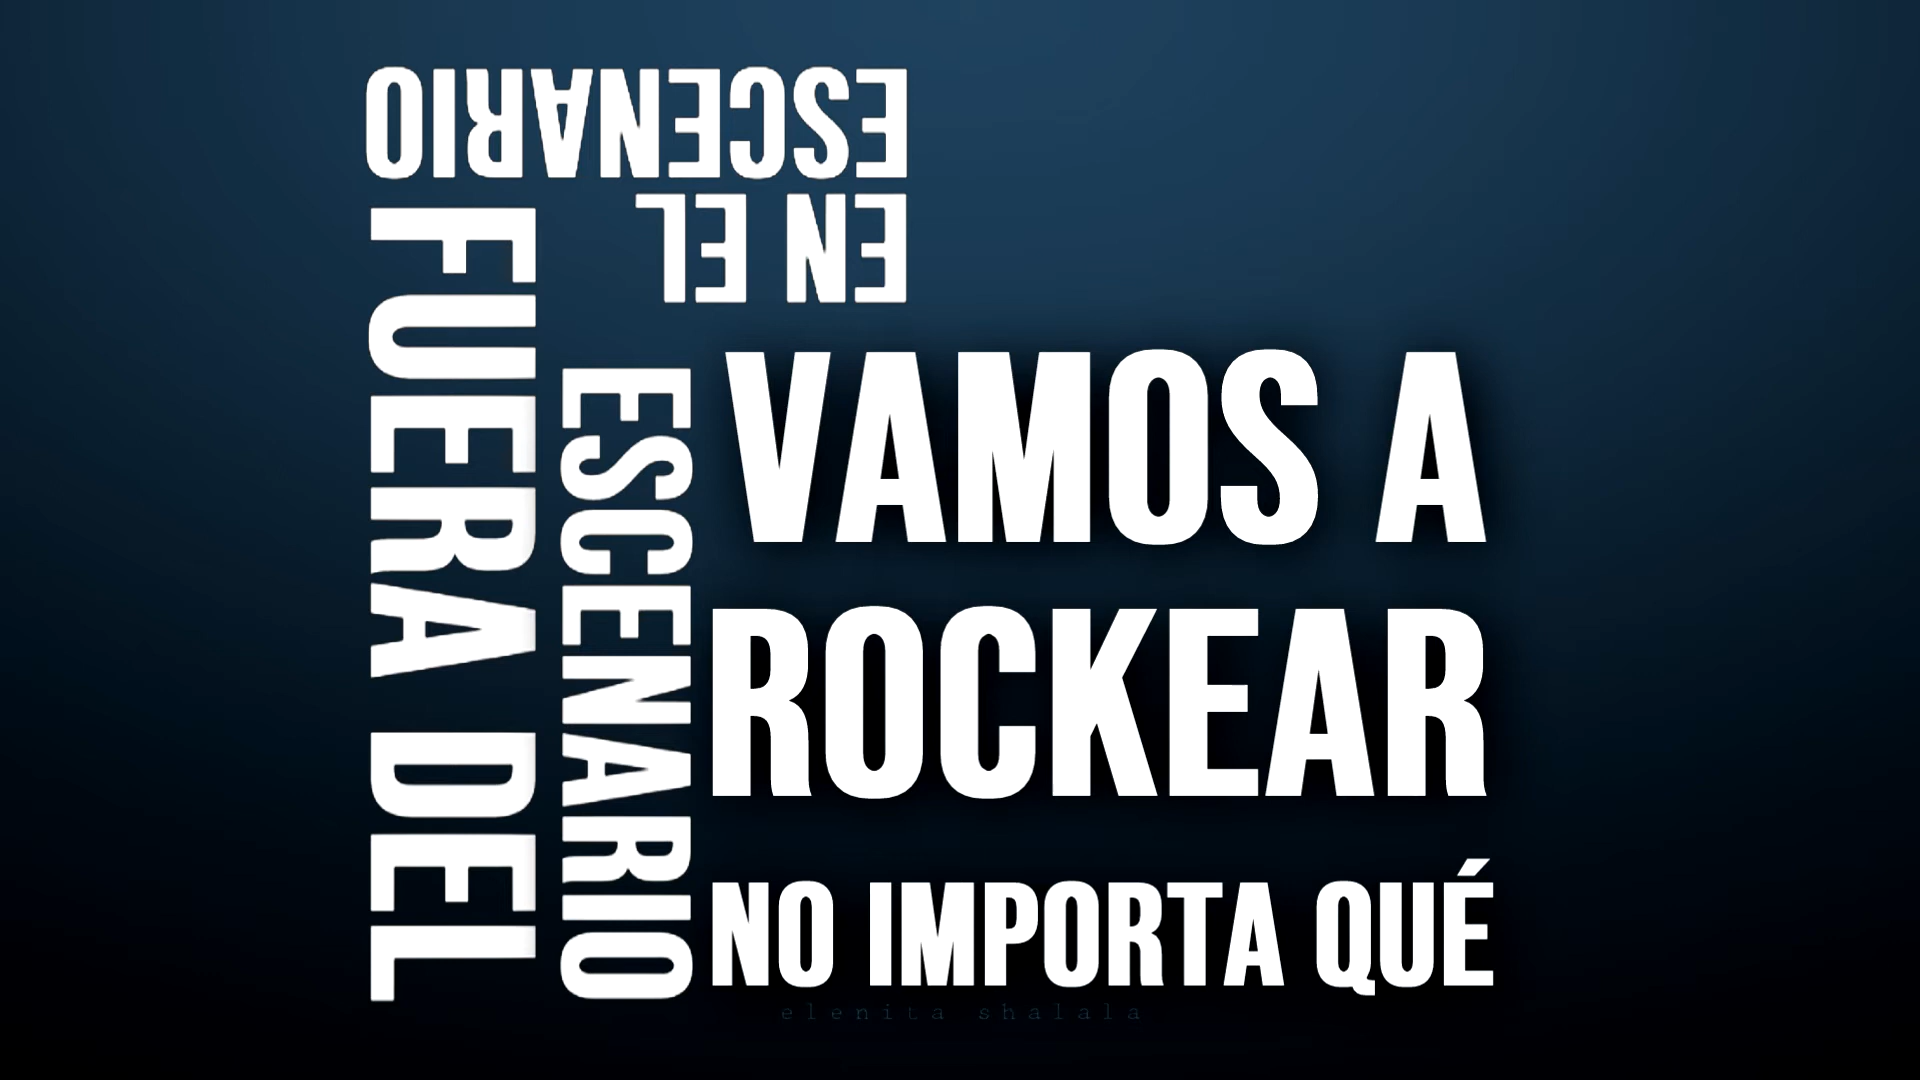 EN EL
ESCENARIO
FUERA DEL
ESCENARIO
VAMOS A
ROCKEAR
NO IMPORTA QUÉ
elenita shalala